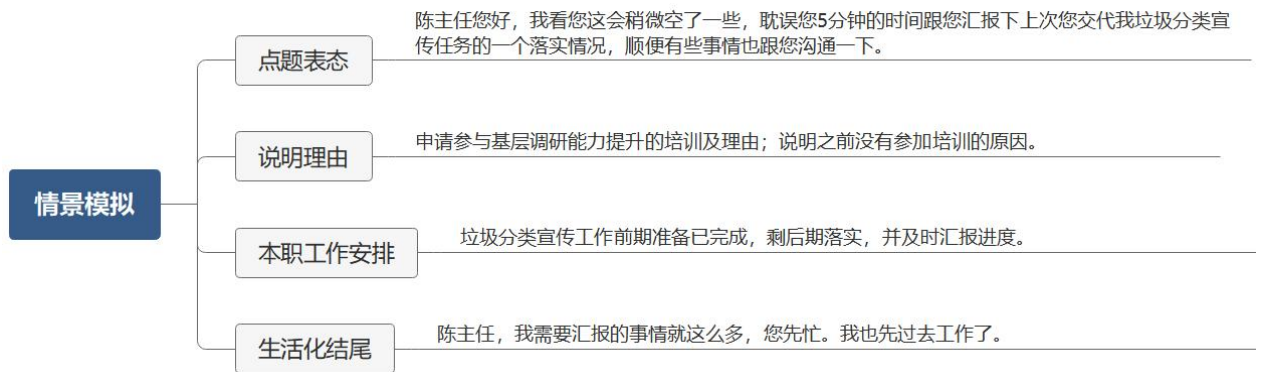 陈主任您好，我看您这会稍微空了一些，耽误您5分钟的时间跟您汇报下上次您交代我垃圾分类宣
传任务的一个落实情况，顺便有些事情也跟您沟通一下。
点题表态
申请参与基层调研能力提升的培训及理由；说明之前没有参加培训的原因。
说明理由
情景模拟
垃圾分类宣传工作前期准备已完成，剩后期落实，并及时汇报进度。
本职工作安排
陈主任，我需要汇报的事情就这么多，您先忙。我也先过去工作了。
生活化结尾